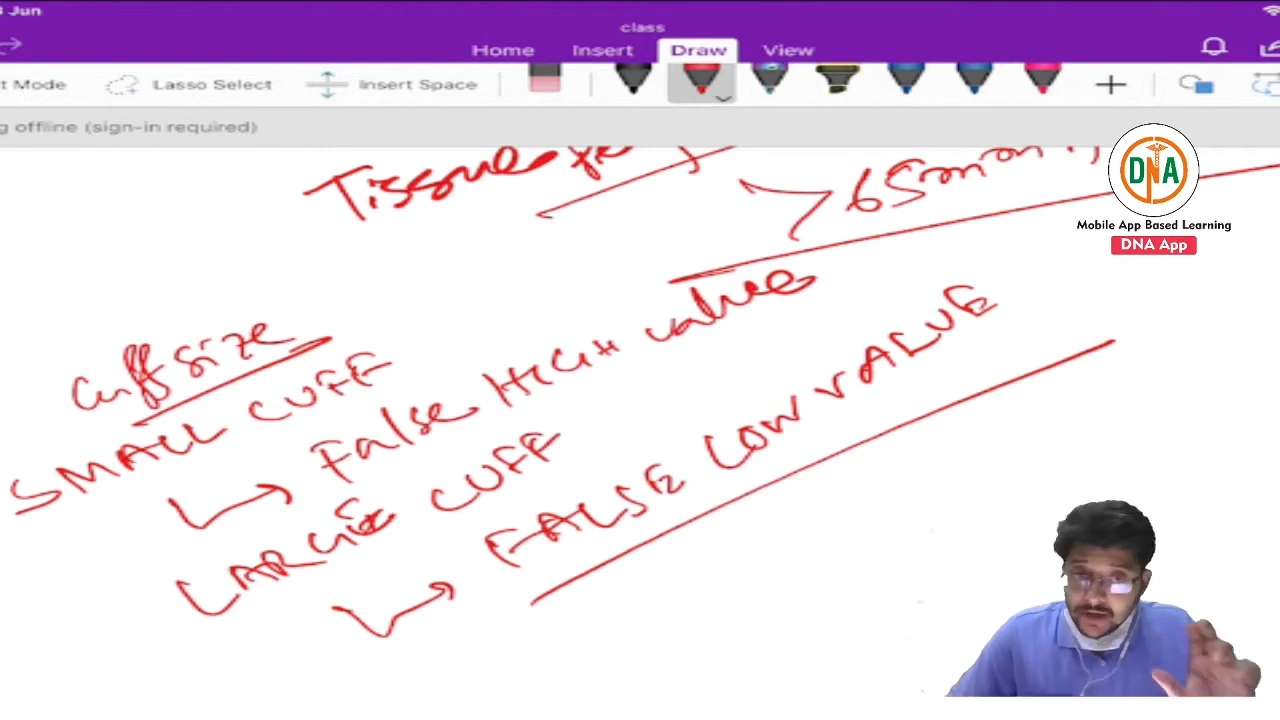 3 Jun
class
Home Insert Draw View
t Mode Lasso Select Insert Space
g offline (sign-in required)
Tissue
>65mm
DNA
Mobile App Based Learning
DNA App
Cuff size
SMALL CUFF
False HIGH value
LARGE CUFF
FALSE LOW VALUE